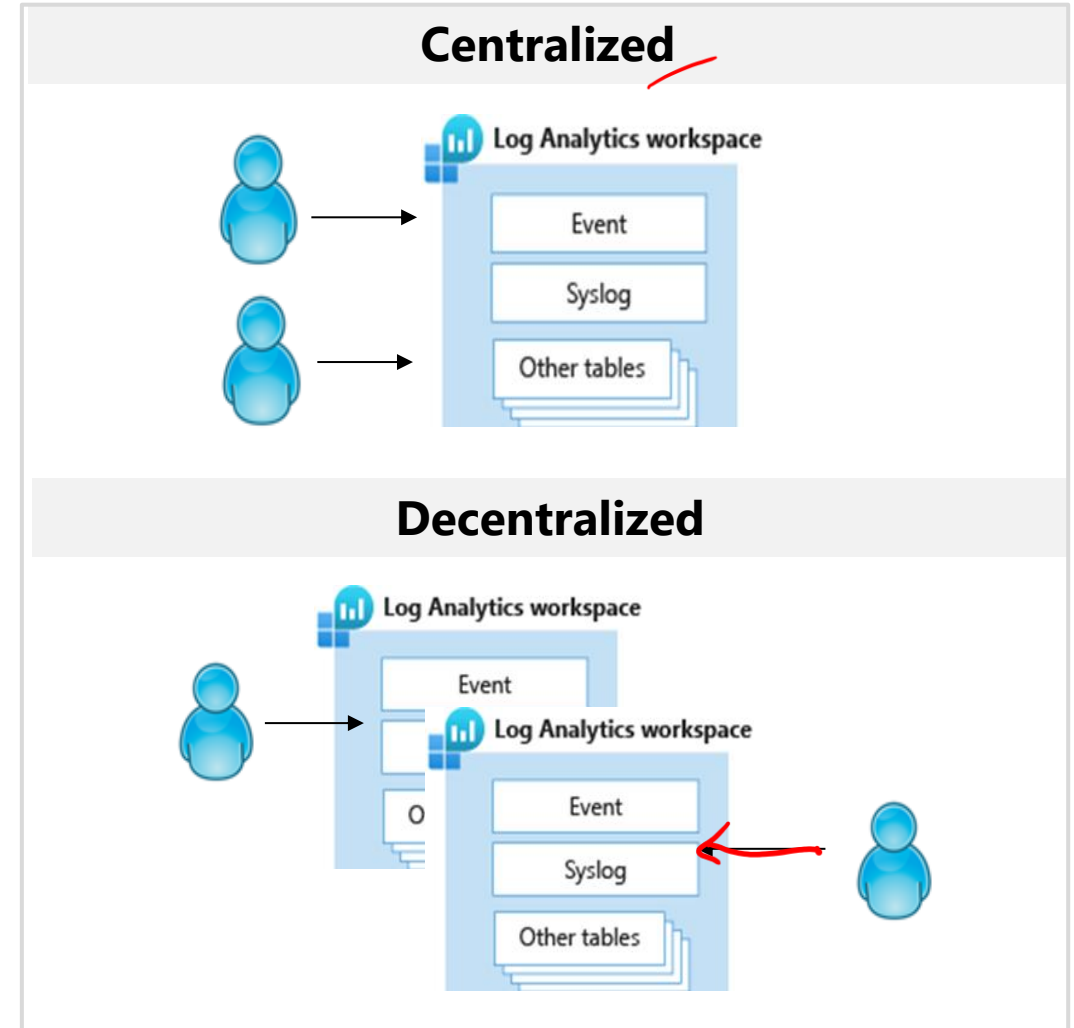 Centralized
Log Analytics workspace
Event
Syslog
Other tables
Decentralized
Log Analytics workspace
Event
O
Log Analytics workspace
Event
Syslog
Other tables